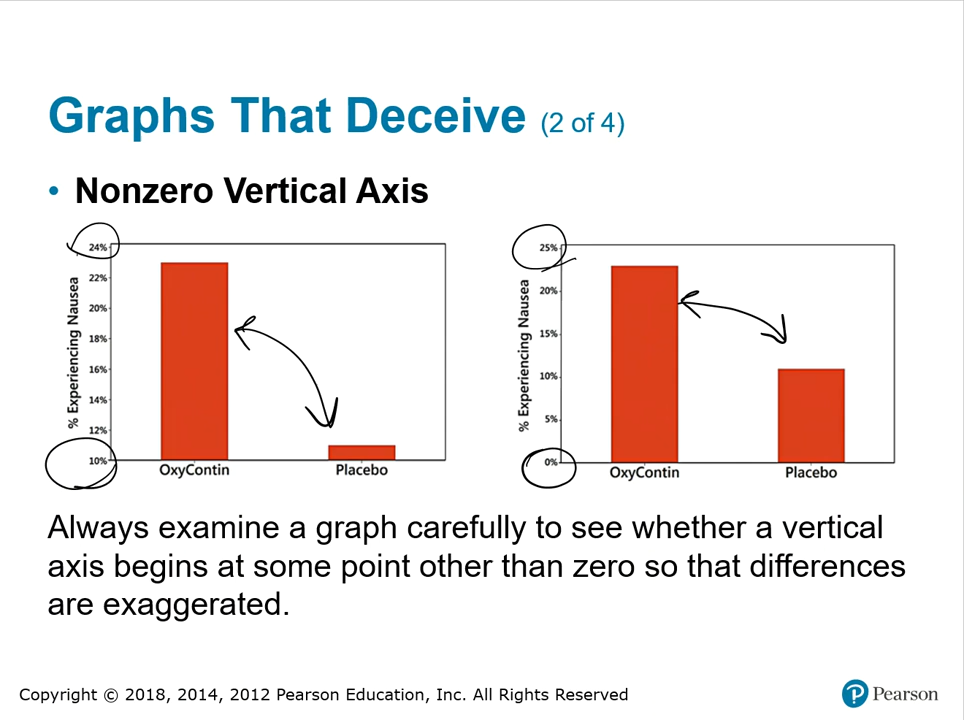 Graphs That Deceive (2 of 4)
• Nonzero Vertical Axis
% Experiencing Nausea
24%
22%
20%
18%
16%
14%
12%
10%
OxyContin Placebo
% Experiencing Nausea
25%
20%
15%
10%
5%
0%
OxyContin Placebo
Always examine a graph carefully to see whether a vertical
axis begins at some point other than zero so that differences
are exaggerated.
Copyright © 2018, 2014, 2012 Pearson Education, Inc. All Rights Reserved
P Pearson